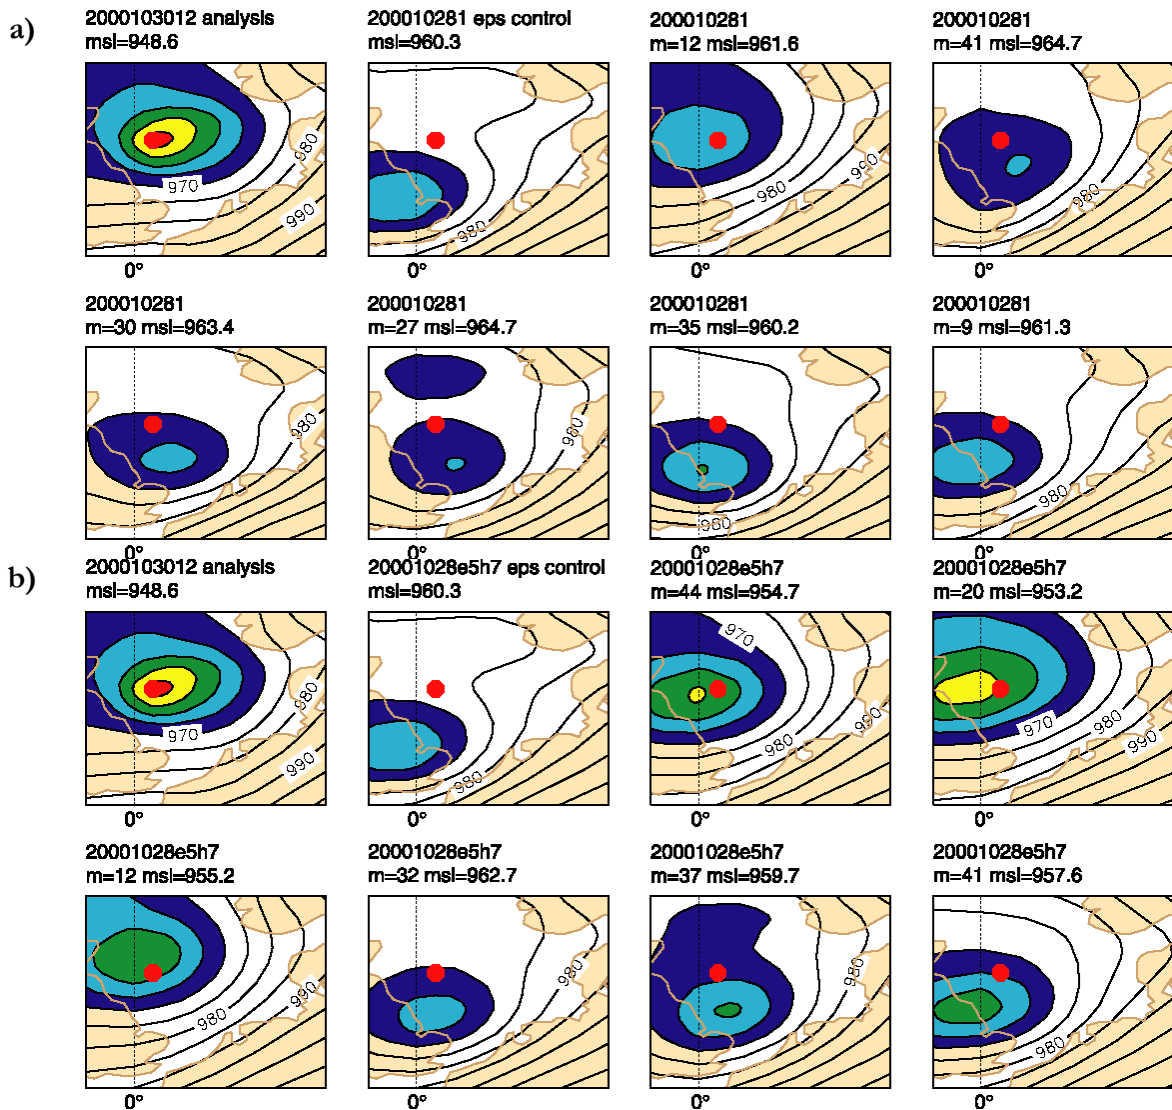 a)
2000103012 analysis
msl=948.6
200010281 eps control
msl=960.3
200010281
m=12 msl=961.6
200010281
m=41 msl=964.7
980
970
990
0°
980
0°
990
980
0°
980
0°
200010281
m=30 msl=963.4
200010281
m=27 msl=964.7
200010281
m=35 msl=960.2
200010281
m=9 msl=961.3
980
0°
980
0°
980
0°
980
0°
b)
2000103012 analysis
msl=948.6
20001028e5h7 eps control
msl=960.3
20001028e5h7
m=44 msl=954.7
20001028e5h7
m=20 msl=953.2
980
970
990
0°
980
0°
970
990
980
0°
970
980
990
0°
20001028e5h7
m=12 msl=955.2
20001028e5h7
m=32 msl=962.7
20001028e5h7
m=37 msl=959.7
20001028e5h7
m=41 msl=957.6
990
980
0°
980
0°
980
0°
980
0°